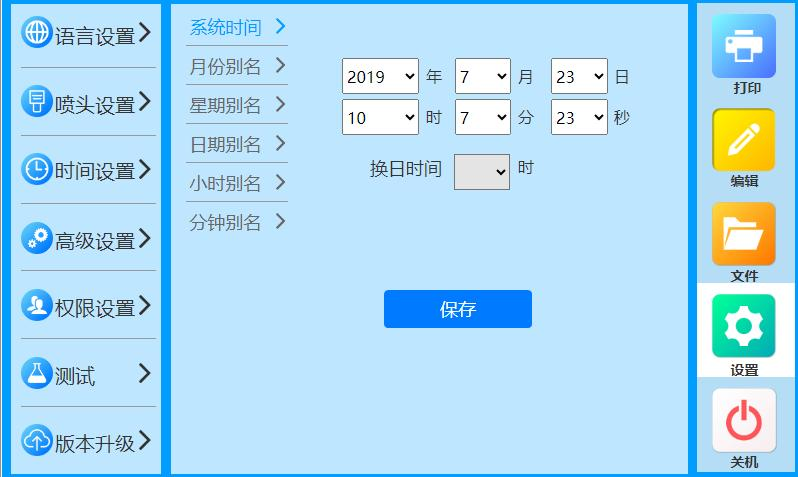 语言设置
喷头设置
时间设置
高级设置
权限设置
测试
版本升级
系统时间
月份别名
星期别名
日期别名
小时别名
分钟别名
2019 年 7 月 23 日
10 时 7 分 23 秒
换日时间 时
保存
打印
编辑
文件
设置
关机